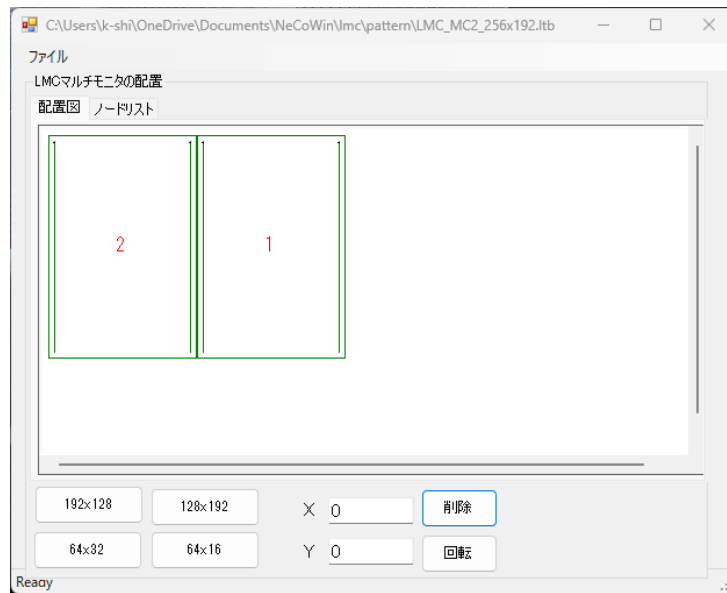 C:\Users\k-shi\OneDrive\Documents\NeCoWin\lmc\pattern\LMC_MC2_256x192.ltb
ファイル
LMCマルチモニタの配置
配置図 ノードリスト
2 1
192x128 128x192 X 0 削除
64x32 64x16 Y 0 回転
Ready